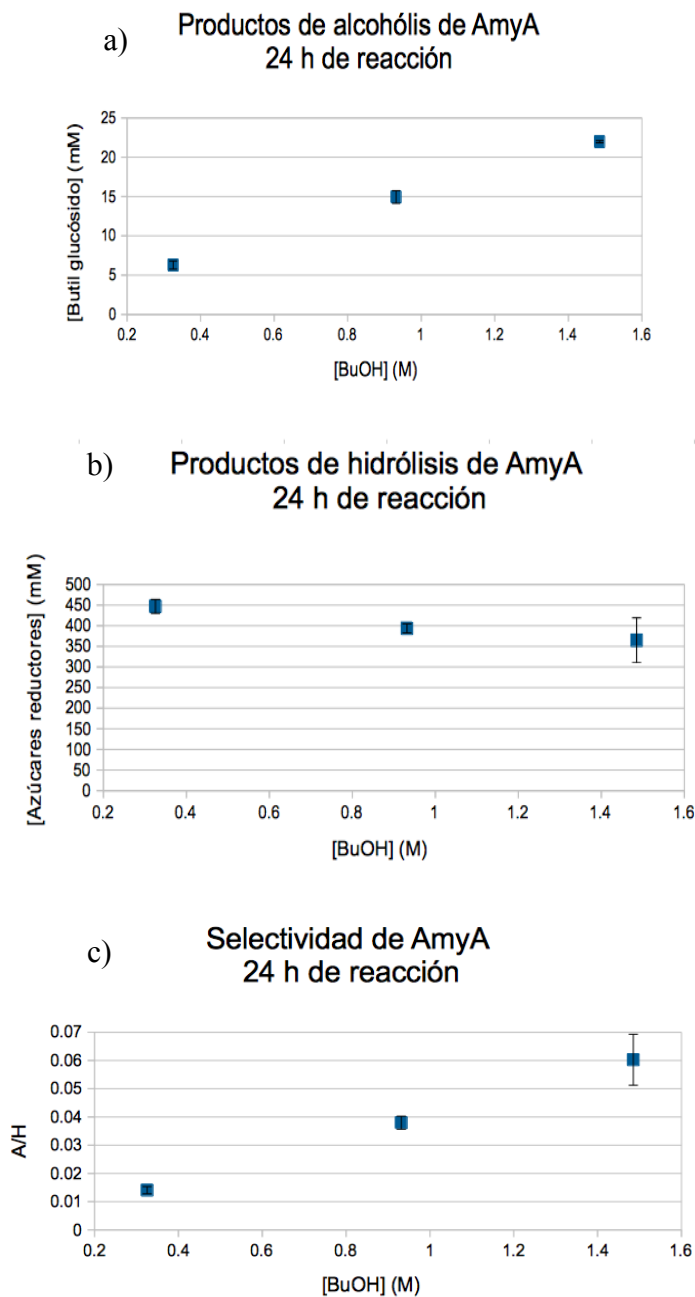 a)
Productos de alcohólis de AmyA
24 h de reacción
[Butil glucósido] (mM)
25
20
15
10
5
0
0.2 0.4 0.6 0.8 1 1.2 1.4 1.6
[BuOH] (M)
b)
Productos de hidrólisis de AmyA
24 h de reacción
[Azúcares reductores] (mM)
500
450
400
350
300
250
200
150
100
50
0
0.2 0.4 0.6 0.8 1 1.2 1.4 1.6
[BuOH] (M)
c)
Selectividad de AmyA
24 h de reacción
A/H
0.07
0.06
0.05
0.04
0.03
0.02
0.01
0
0.2 0.4 0.6 0.8 1 1.2 1.4 1.6
[BuOH] (M)